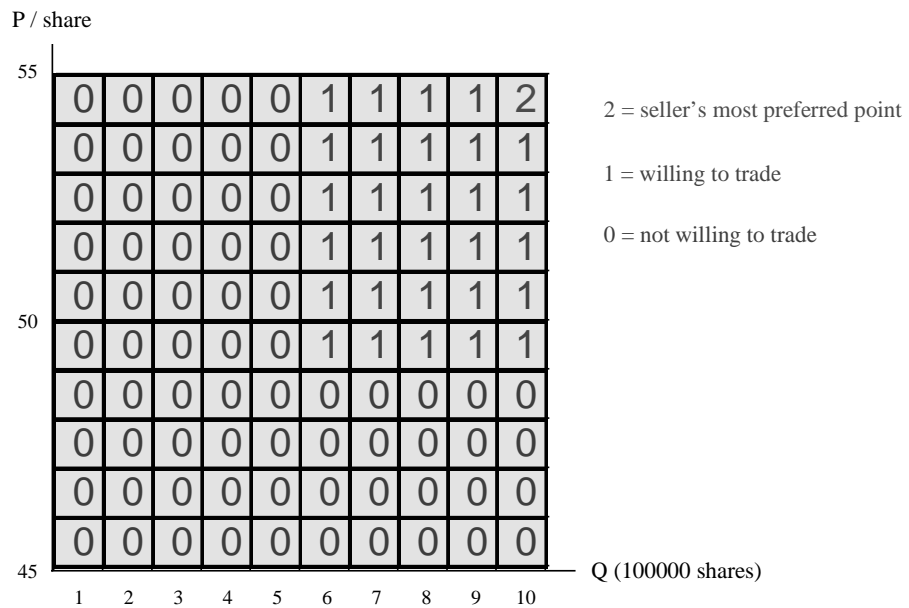 P / share
55
0 0 0 0 0 1 1 1 1 2
2 = seller's most preferred point
0 0 0 0 0 1 1 1 1 1
1 = willing to trade
0 0 0 0 0 1 1 1 1 1
0 = not willing to trade
0 0 0 0 0 1 1 1 1 1
0 0 0 0 0 1 1 1 1 1
50
0 0 0 0 0 1 1 1 1 1
0 0 0 0 0 0 0 0 0 0
0 0 0 0 0 0 0 0 0 0
0 0 0 0 0 0 0 0 0 0
0 0 0 0 0 0 0 0 0 0
45
Q (100000 shares)
1 2 3 4 5 6 7 8 9 10